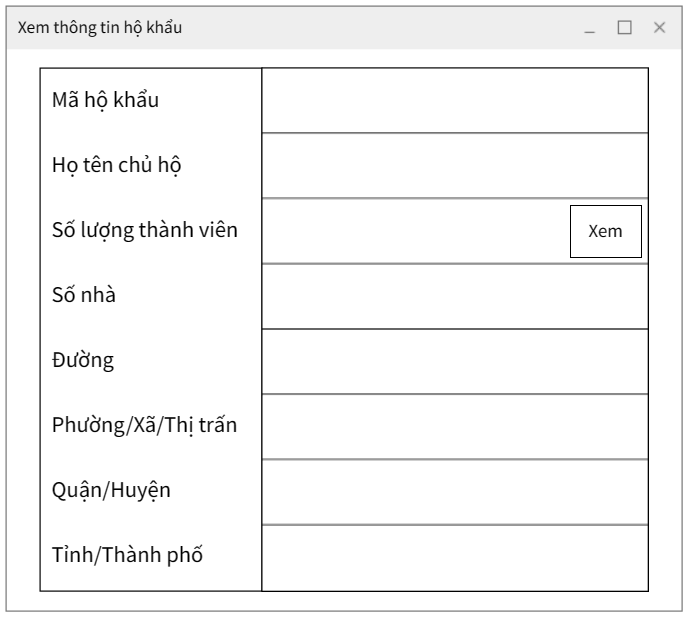 Xem thông tin hộ khẩu
Mã hộ khẩu
Họ tên chủ hộ
Số lượng thành viên
Xem
Số nhà
Đường
Phường/Xã/Thị trấn
Quận/Huyện
Tỉnh/Thành phố